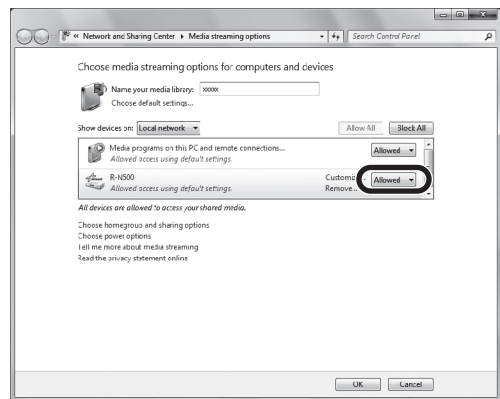 « Network and Sharing Center ▸ Media streaming options
Search Control Panel
Choose media streaming options for computers and devices
Name your media library: xxxxx
Choose default settings...
Show devices on: Local network
Allow All
Block All
Media programs on this PC and remote connections...
Allowed access using default settings.
Allowed
R-N500
Allowed access using default settings.
Remove...
Allowed
All devices are allowed to access your shared media.
Choose homegroup and sharing options
Choose power options
Tell me more about media streaming
Read the privacy statement online
OK
Cancel